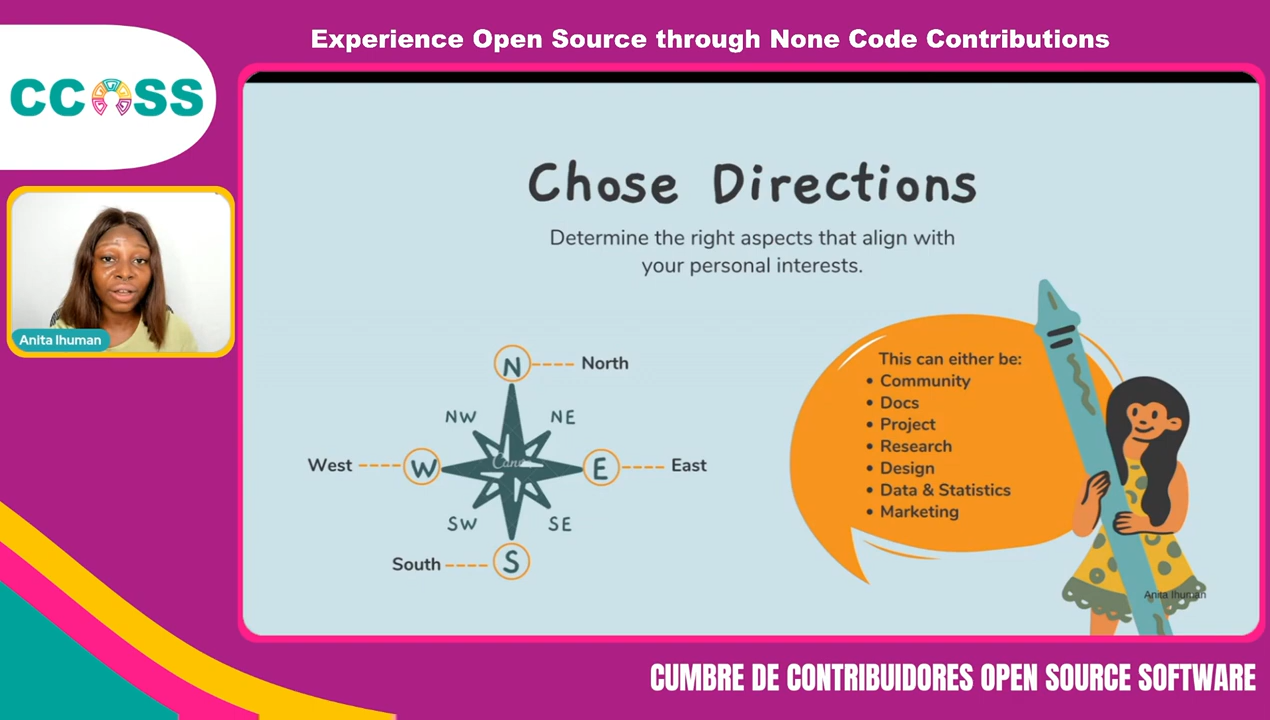 Experience Open Source through None Code Contributions
CCOSS
Anita Ihuman
Chose Directions
Determine the right aspects that align with
your personal interests.
N North
NW NE
West W E East
Canva
SW SE
South S
This can either be:
• Community
• Docs
• Project
• Research
• Design
• Data & Statistics
• Marketing
Anita Ihuman
CUMBRE DE CONTRIBUIDORES OPEN SOURCE SOFTWARE